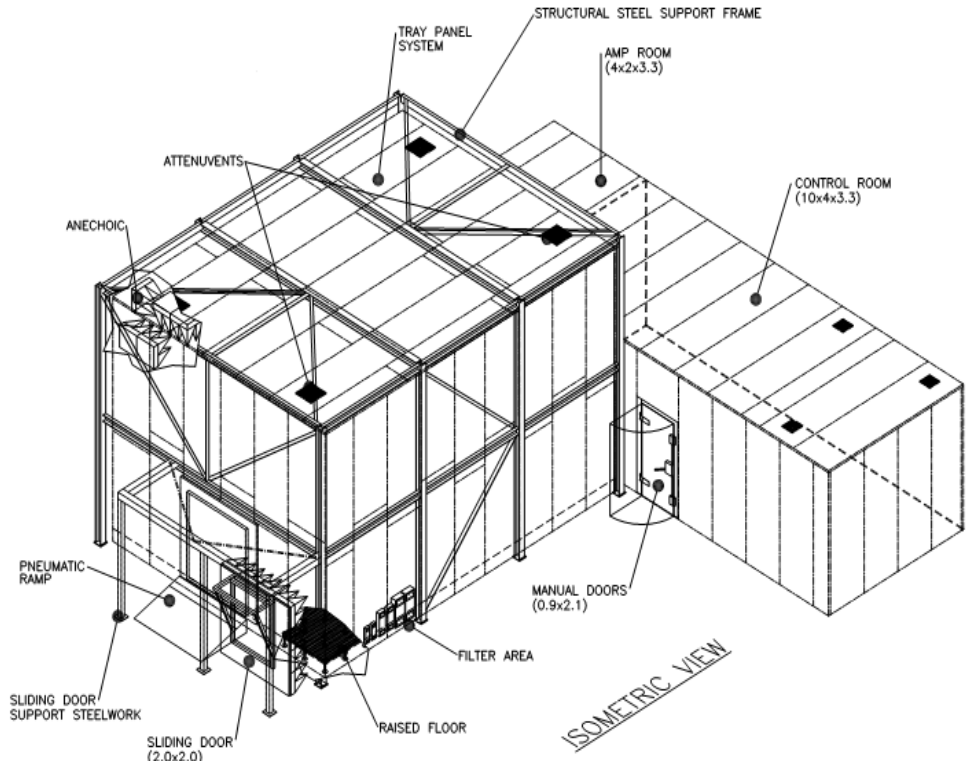 STRUCTURAL STEEL SUPPORT FRAME
TRAY PANEL
SYSTEM
AMP ROOM
(4x2x3.3)
ATTENUVENTS
CONTROL ROOM
(10x4x3.3)
ANECHOIC
PNEUMATIC
RAMP
MANUAL DOORS
(0.9x2.1)
FILTER AREA
SLIDING DOOR
SUPPORT STEELWORK
RAISED FLOOR
SLIDING DOOR
(2.0x2.0)
ISOMETRIC VIEW